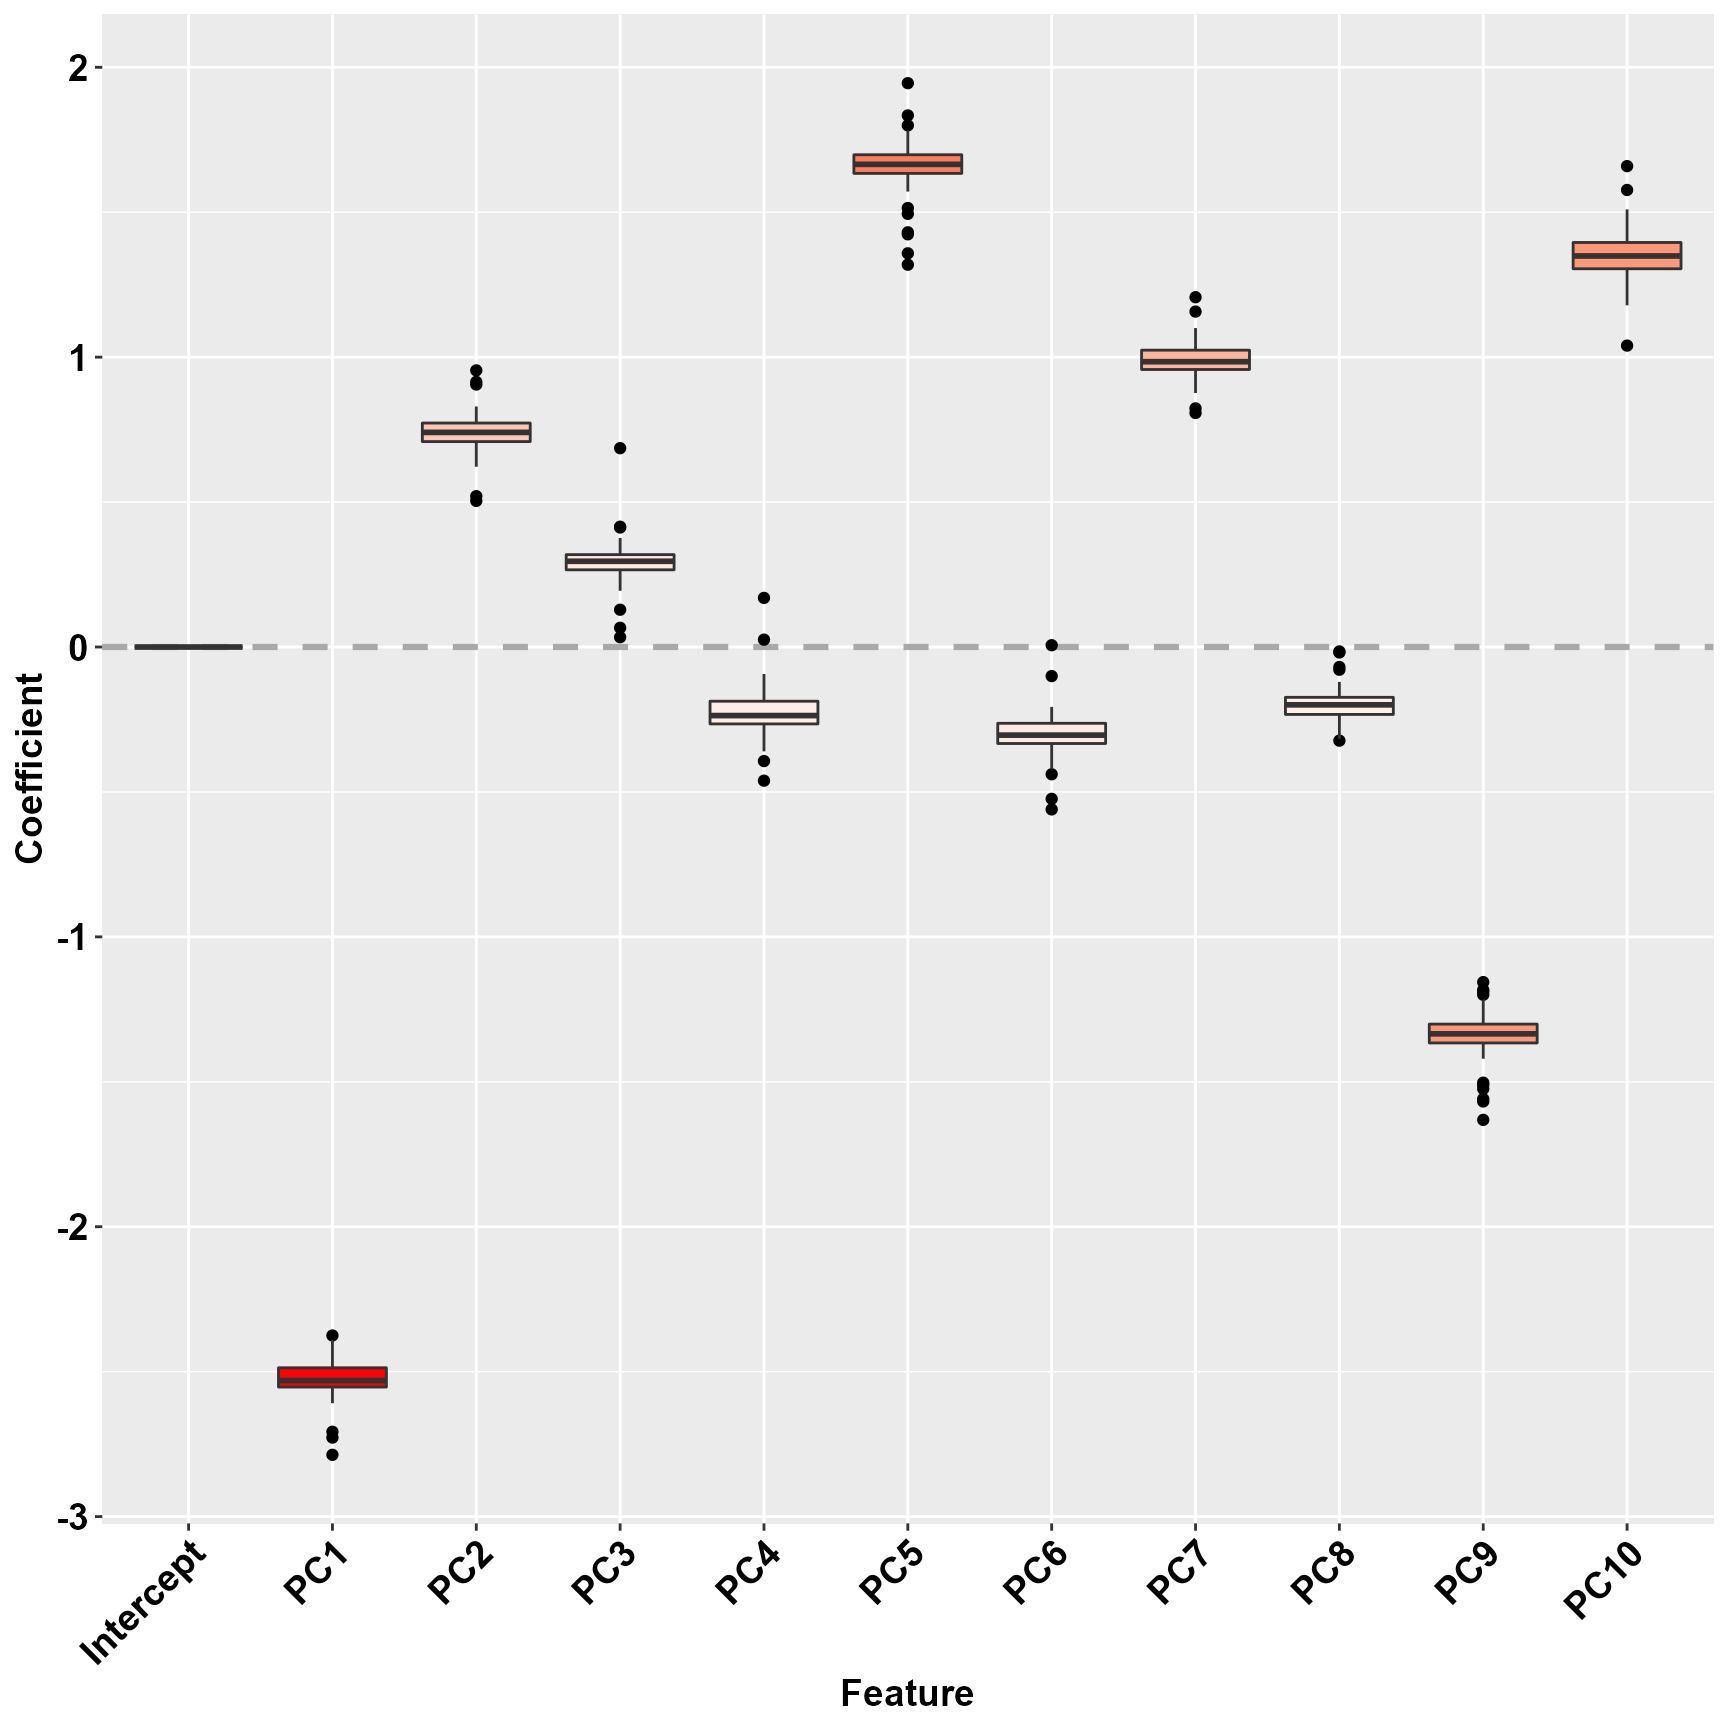 2
1
0
-1
-2
-3
Coefficient
Intercept
PC1
PC2
PC3
PC4
PC5
PC6
PC7
PC8
PC9
PC10
Feature